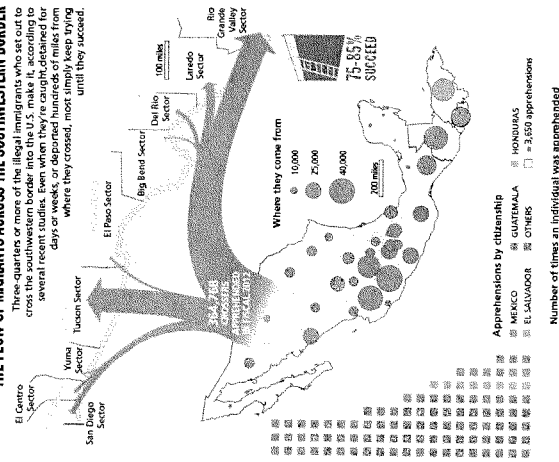 THE FLOW OF MIGRANTS ACROSS THE SOUTHWESTERN BORDER
Three-quarters or more of the illegal immigrants who set out to
cross the southwestern border into the U.S. make it, according to
several recent studies. Even when they're caught, detained for
days or weeks, or deported hundreds of miles from
where they crossed, most simply keep trying
until they succeed.
El Centro
Sector
San Diego
Sector
Yuma
Sector
Tucson Sector
El Paso Sector
Big Bend Sector
Del Rio
Sector
Laredo
Sector
Rio
Grande
Valley
Sector
100 miles
75-85%
SUCCEED
Where they come from
10,000
25,000
40,000
200 miles
Apprehensions by citizenship
MEXICO
GUATEMALA
HONDURAS
EL SALVADOR
OTHERS
= 3,650 apprehensions
Number of times an individual was apprehended